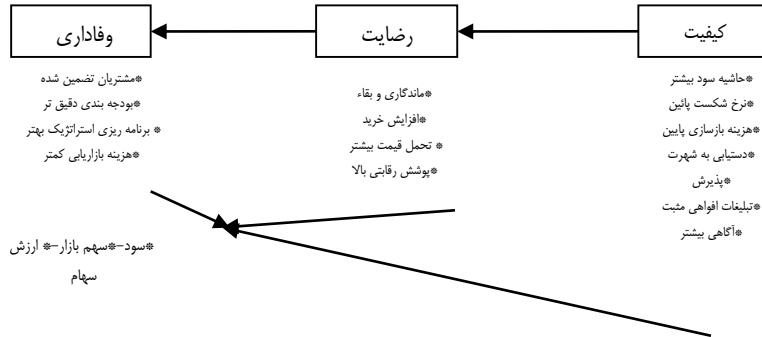 کیفیت
رضایت
وفاداری
*حاشیه سود بیشتر
*نرخ شکست پائین
*هزینه بازسازی پایین
*دستیابی به شهرت
*پذیرش
*تبلیغات افواهی مثبت
*آگاهی بیشتر
*ماندگاری و بقاء
*افزایش خرید
* تحمل قیمت بیشتر
*پوشش رقابتی بالا
*مشتریان تضمین شده
*بودجه بندی دقیق تر
* برنامه ریزی استراتژیک بهتر
*هزینه بازاریابی کمتر
*سود-*سهم بازار-* ارزش
سهام